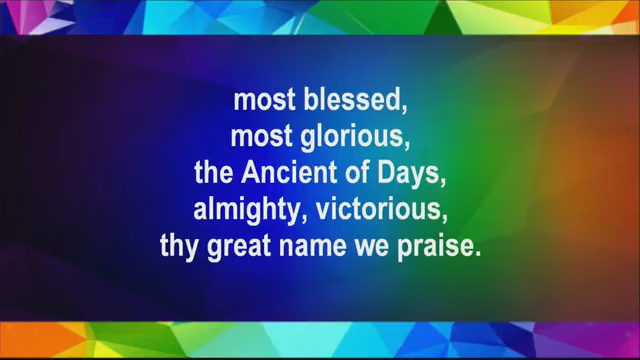 most blessed,
most glorious,
the Ancient of Days,
almighty, victorious,
thy great name we praise.